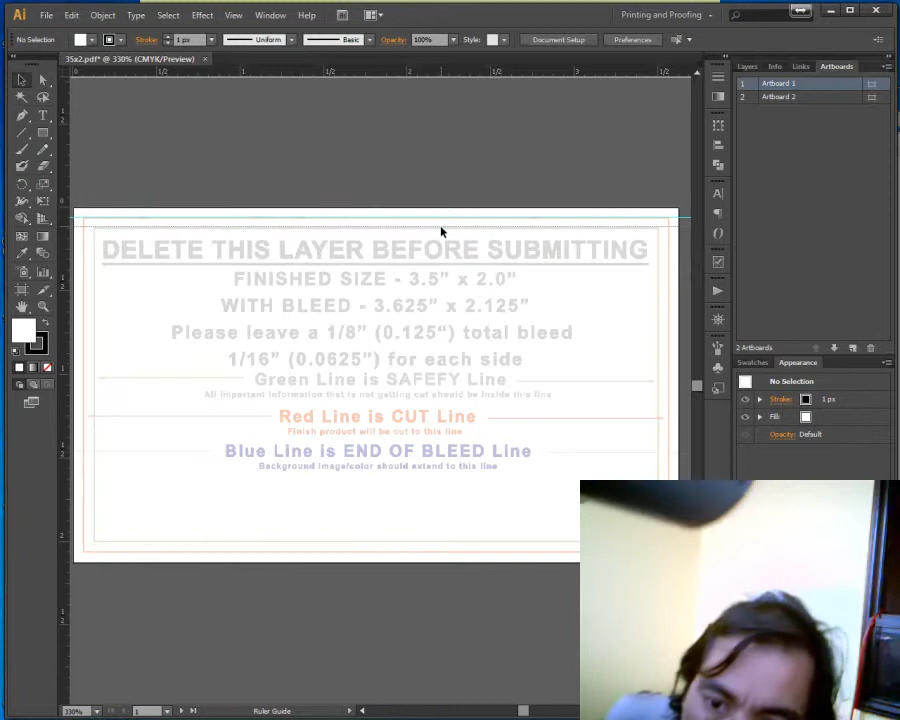 Ai File Edit Object Type Select Effect View Window Help Printing and Proofing
No Selection Stroke: 1 px Uniform Basic Opacity: 100% Style: Document Setup Preferences
35x2.pdf* @ 330% (CMYK/Preview) ×
Layers Info Links Artboards
1 Artboard 1
2 Artboard 2
DELETE THIS LAYER BEFORE SUBMITTING
FINISHED SIZE - 3.5” x 2.0”
WITH BLEED - 3.625” x 2.125”
Please leave a 1/8” (0.125“) total bleed
1/16” (0.0625”) for each side
Green Line is SAFEFY Line
All important information that is not getting cut should be inside this line
Red Line is CUT Line
Finish product will be cut to this line
Blue Line is END OF BLEED Line
Background image/color should extend to this line
2 Artboards
Swatches Appearance
No Selection
Stroke: 1 px
Fill:
Opacity: Default
330% 1 Ruler Guide